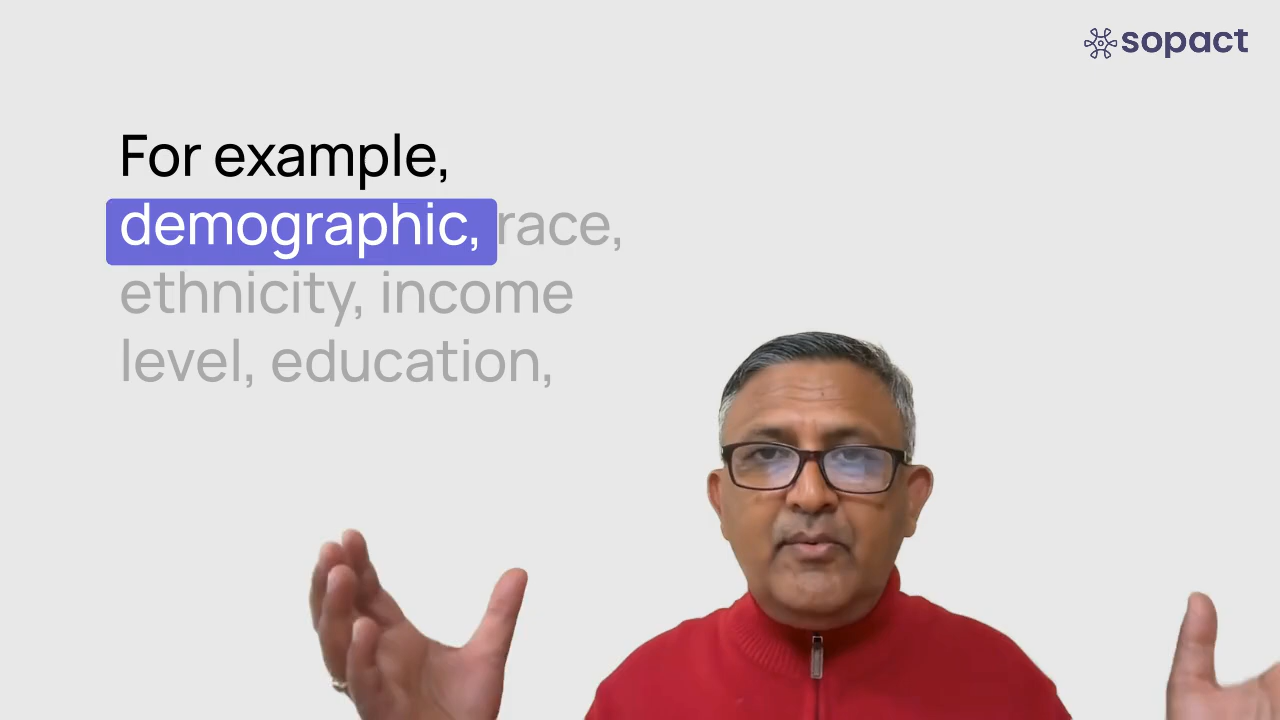 sopact
For example,
demographic, race,
ethnicity, income
level, education,